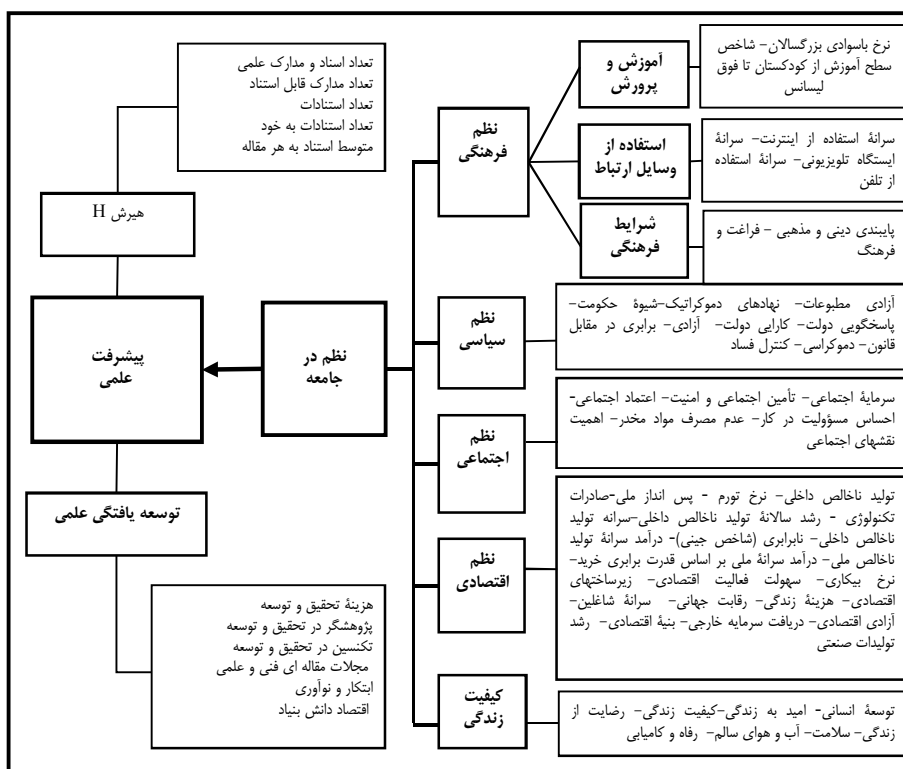 نرخ باسوادی بزرگسالان– شاخص
سطح آموزش از کودکستان تا فوق
لیسانس
آموزش و
پرورش
سرانهٔ استفاده از اینترنت– سرانهٔ
ایستگاه تلویزیونی– سرانهٔ استفاده
از تلفن
استفاده از
وسایل ارتباط
پایبندی دینی و مذهبی – فراغت و
فرهنگ
شرایط
فرهنگی
نظم
فرهنگی
آزادی مطبوعات– نهادهای دموکراتیک–شیوهٔ حکومت–
پاسخگویی دولت– کارایی دولت– آزادی– برابری در مقابل
قانون– دموکراسی– کنترل فساد
نظم
سیاسی
سرمایهٔ اجتماعی– تأمین اجتماعی و امنیت– اعتماد اجتماعی-
احساس مسؤولیت در کار– عدم مصرف مواد مخدر– اهمیت
نقشهای اجتماعی
نظم
اجتماعی
تولید ناخالص داخلی– نرخ تورم - پس انداز ملی-صادرات
تکنولوژی - رشد سالانهٔ تولید ناخالص داخلی–سرانه تولید
ناخالص داخلی– نابرابری (شاخص جینی)– درآمد سرانهٔ تولید
ناخالص ملی– درآمد سرانهٔ ملی بر اساس قدرت برابری خرید–
نرخ بیکاری– سهولت فعالیت اقتصادی– زیرساختهای
اقتصادی– هزینهٔ زندگی– رقابت جهانی– سرانهٔ شاغلین–
آزادی اقتصادی– دریافت سرمایه خارجی– بنیهٔ اقتصادی– رشد
تولیدات صنعتی
نظم
اقتصادی
توسعهٔ انسانی- امید به زندگی–کیفیت زندگی– رضایت از
زندگی– سلامت– آب و هوای سالم– رفاه و کامیابی
کیفیت
زندگی
نظم در
جامعه
تعداد اسناد و مدارک علمی
تعداد مدارک قابل استناد
تعداد استنادات
تعداد استنادات به خود
متوسط استناد به هر مقاله
هیرش H
پیشرفت
علمی
توسعه یافتگی علمی
هزینهٔ تحقیق و توسعه
پژوهشگر در تحقیق و توسعه
تکنسین در تحقیق و توسعه
مجلات مقاله ای فنی و علمی
ابتکار و نوآوری
اقتصاد دانش بنیاد